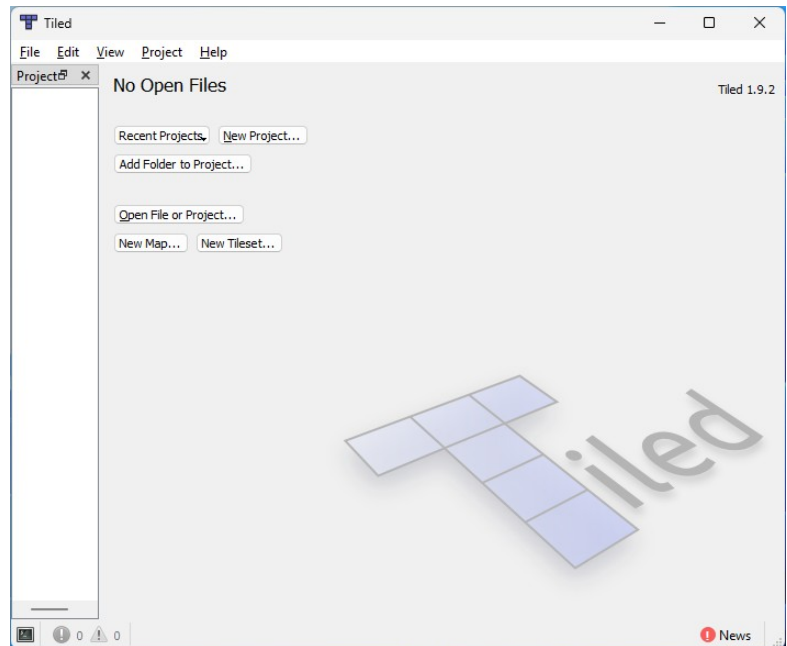 Tiled
File Edit View Project Help
Project
No Open Files
Tiled 1.9.2
Recent Projects New Project...
Add Folder to Project...
Open File or Project...
New Map... New Tileset...
Tiled
0 0 News